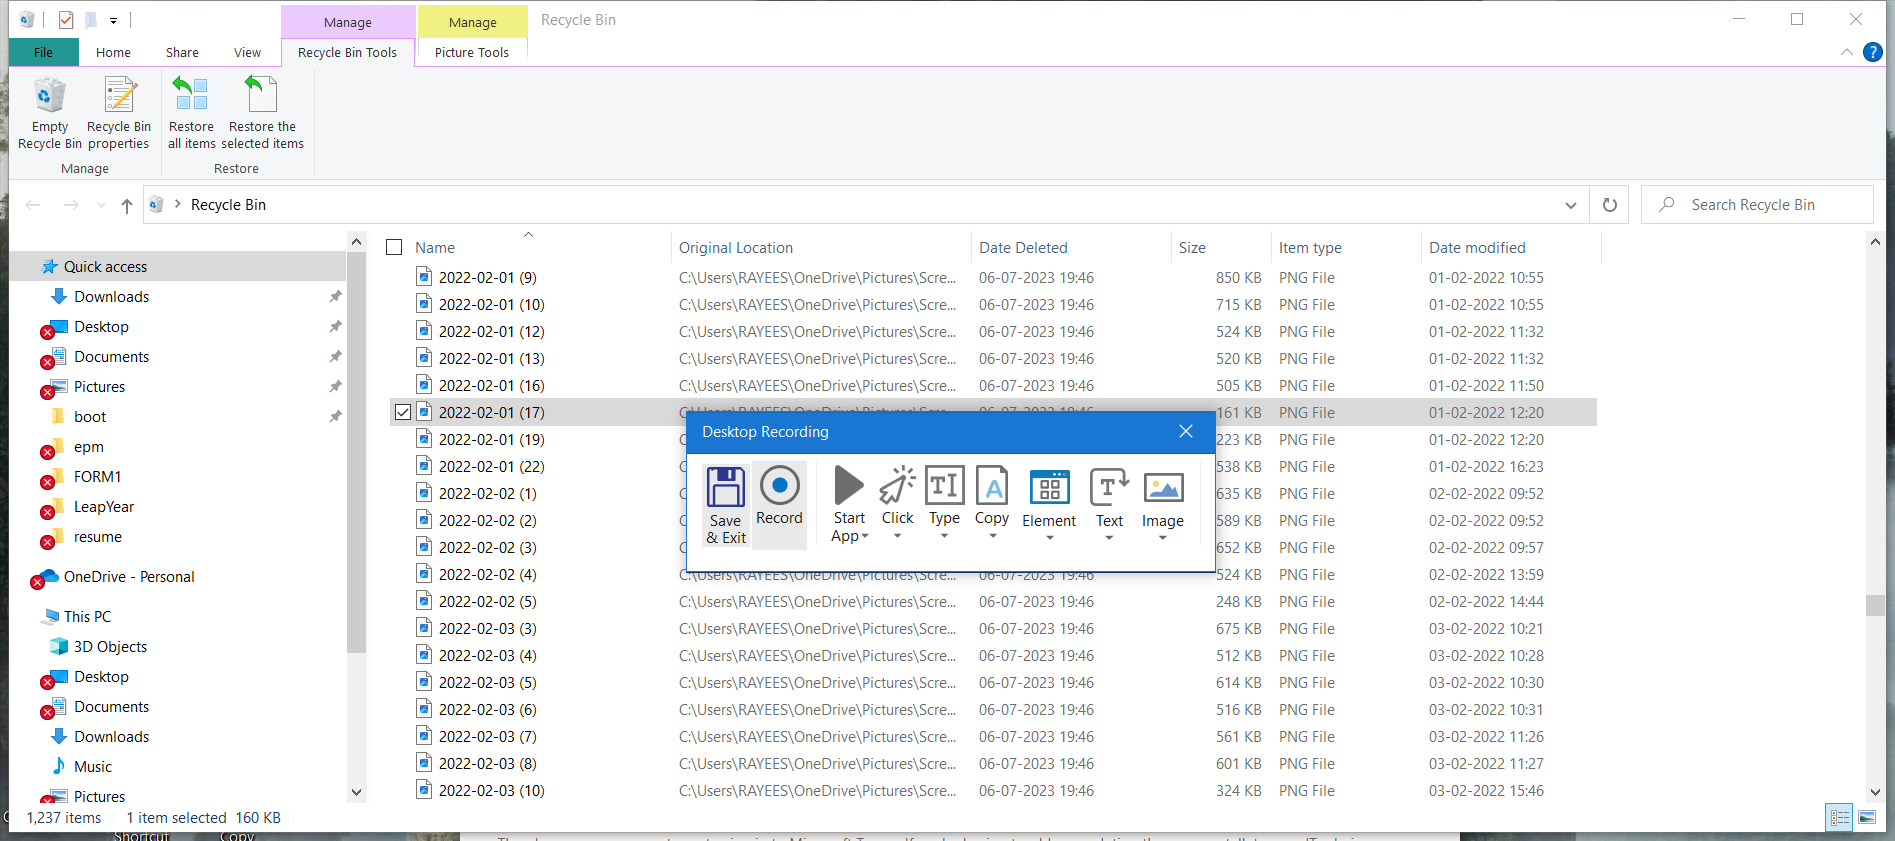 Manage
Manage
Recycle Bin
File
Home
Share
View
Recycle Bin Tools
Picture Tools
Empty
Recycle Bin
Recycle Bin
properties
Restore
all items
Restore the
selected items
Manage
Restore
Recycle Bin
Search Recycle Bin
Quick access
Downloads
Desktop
Documents
Pictures
boot
epm
FORM1
LeapYear
resume
OneDrive - Personal
This PC
3D Objects
Desktop
Documents
Downloads
Music
Pictures
Name Original Location Date Deleted Size Item type Date modified
2022-02-01 (9) C:\Users\RAYEES\OneDrive\Pictures\Scre... 06-07-2023 19:46 850 KB PNG File 01-02-2022 10:55
2022-02-01 (10) C:\Users\RAYEES\OneDrive\Pictures\Scre... 06-07-2023 19:46 715 KB PNG File 01-02-2022 10:55
2022-02-01 (12) C:\Users\RAYEES\OneDrive\Pictures\Scre... 06-07-2023 19:46 524 KB PNG File 01-02-2022 11:32
2022-02-01 (13) C:\Users\RAYEES\OneDrive\Pictures\Scre... 06-07-2023 19:46 520 KB PNG File 01-02-2022 11:32
2022-02-01 (16) C:\Users\RAYEES\OneDrive\Pictures\Scre... 06-07-2023 19:46 505 KB PNG File 01-02-2022 11:50
2022-02-01 (17) C:\Users\RAYEES\OneDrive\Pictures\Scre... 06-07-2023 19:46 161 KB PNG File 01-02-2022 12:20
2022-02-01 (19) 223 KB PNG File 01-02-2022 12:20
2022-02-01 (22) 538 KB PNG File 01-02-2022 16:23
2022-02-02 (1) 635 KB PNG File 02-02-2022 09:52
2022-02-02 (2) 589 KB PNG File 02-02-2022 09:52
2022-02-02 (3) 652 KB PNG File 02-02-2022 09:57
2022-02-02 (4) C:\Users\RAYEES\OneDrive\Pictures\Scre... 06-07-2023 19:46 524 KB PNG File 02-02-2022 13:59
2022-02-02 (5) C:\Users\RAYEES\OneDrive\Pictures\Scre... 06-07-2023 19:46 248 KB PNG File 02-02-2022 14:44
2022-02-03 (3) C:\Users\RAYEES\OneDrive\Pictures\Scre... 06-07-2023 19:46 675 KB PNG File 03-02-2022 10:21
2022-02-03 (4) C:\Users\RAYEES\OneDrive\Pictures\Scre... 06-07-2023 19:46 512 KB PNG File 03-02-2022 10:28
2022-02-03 (5) C:\Users\RAYEES\OneDrive\Pictures\Scre... 06-07-2023 19:46 614 KB PNG File 03-02-2022 10:30
2022-02-03 (6) C:\Users\RAYEES\OneDrive\Pictures\Scre... 06-07-2023 19:46 516 KB PNG File 03-02-2022 10:31
2022-02-03 (7) C:\Users\RAYEES\OneDrive\Pictures\Scre... 06-07-2023 19:46 561 KB PNG File 03-02-2022 11:26
2022-02-03 (8) C:\Users\RAYEES\OneDrive\Pictures\Scre... 06-07-2023 19:46 601 KB PNG File 03-02-2022 11:27
2022-02-03 (10) C:\Users\RAYEES\OneDrive\Pictures\Scre... 06-07-2023 19:46 324 KB PNG File 03-02-2022 15:46
Desktop Recording
Save
& Exit
Record
Start
App
Click
Type
Copy
Element
Text
Image
1,237 items 1 item selected 160 KB
Shortcut
Copy